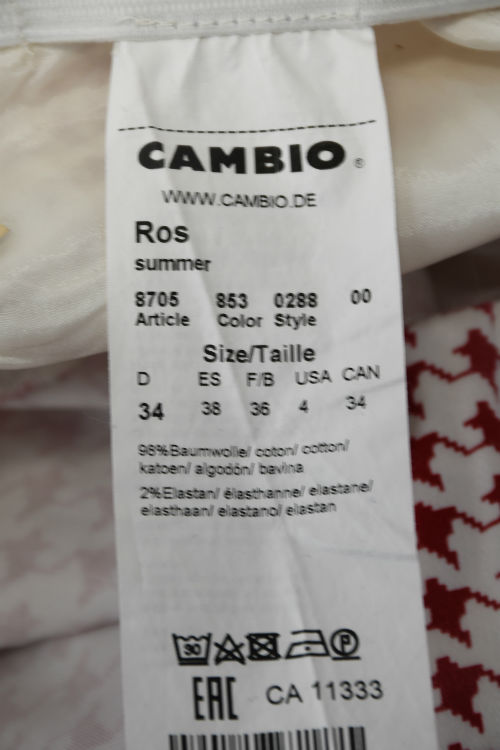 CAMBIO®
WWW.CAMBIO.DE
Ros
summer
8705 853 0288 00
Article Color Style
Size/Taille
D ES F/B USA CAN
34 38 36 4 34
98%Baumwolle/ coton/ cotton/
katoen/ algodón/ bavlna
2%Elastan/ élasthanne/ elastane/
elasthaan/ elastano/ elastan
30 P
EAC CA 11333